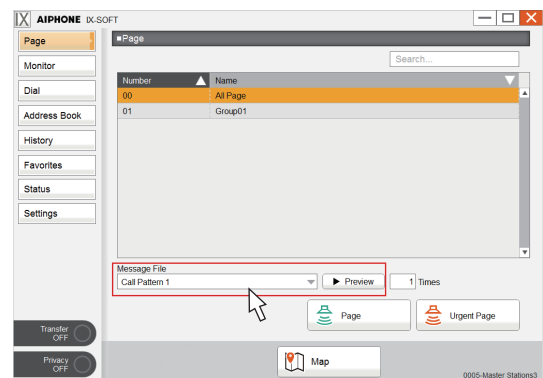 IX AIPHONE IX-SOFT
Page
Monitor
Dial
Address Book
History
Favorites
Status
Settings
Transfer
OFF
Privacy
OFF
■Page
Search...
Number Name
00 All Page
01 Group01
Message File
Call Pattern 1 Preview 1 Times
Page Urgent Page
Map
0005-Master Stations3